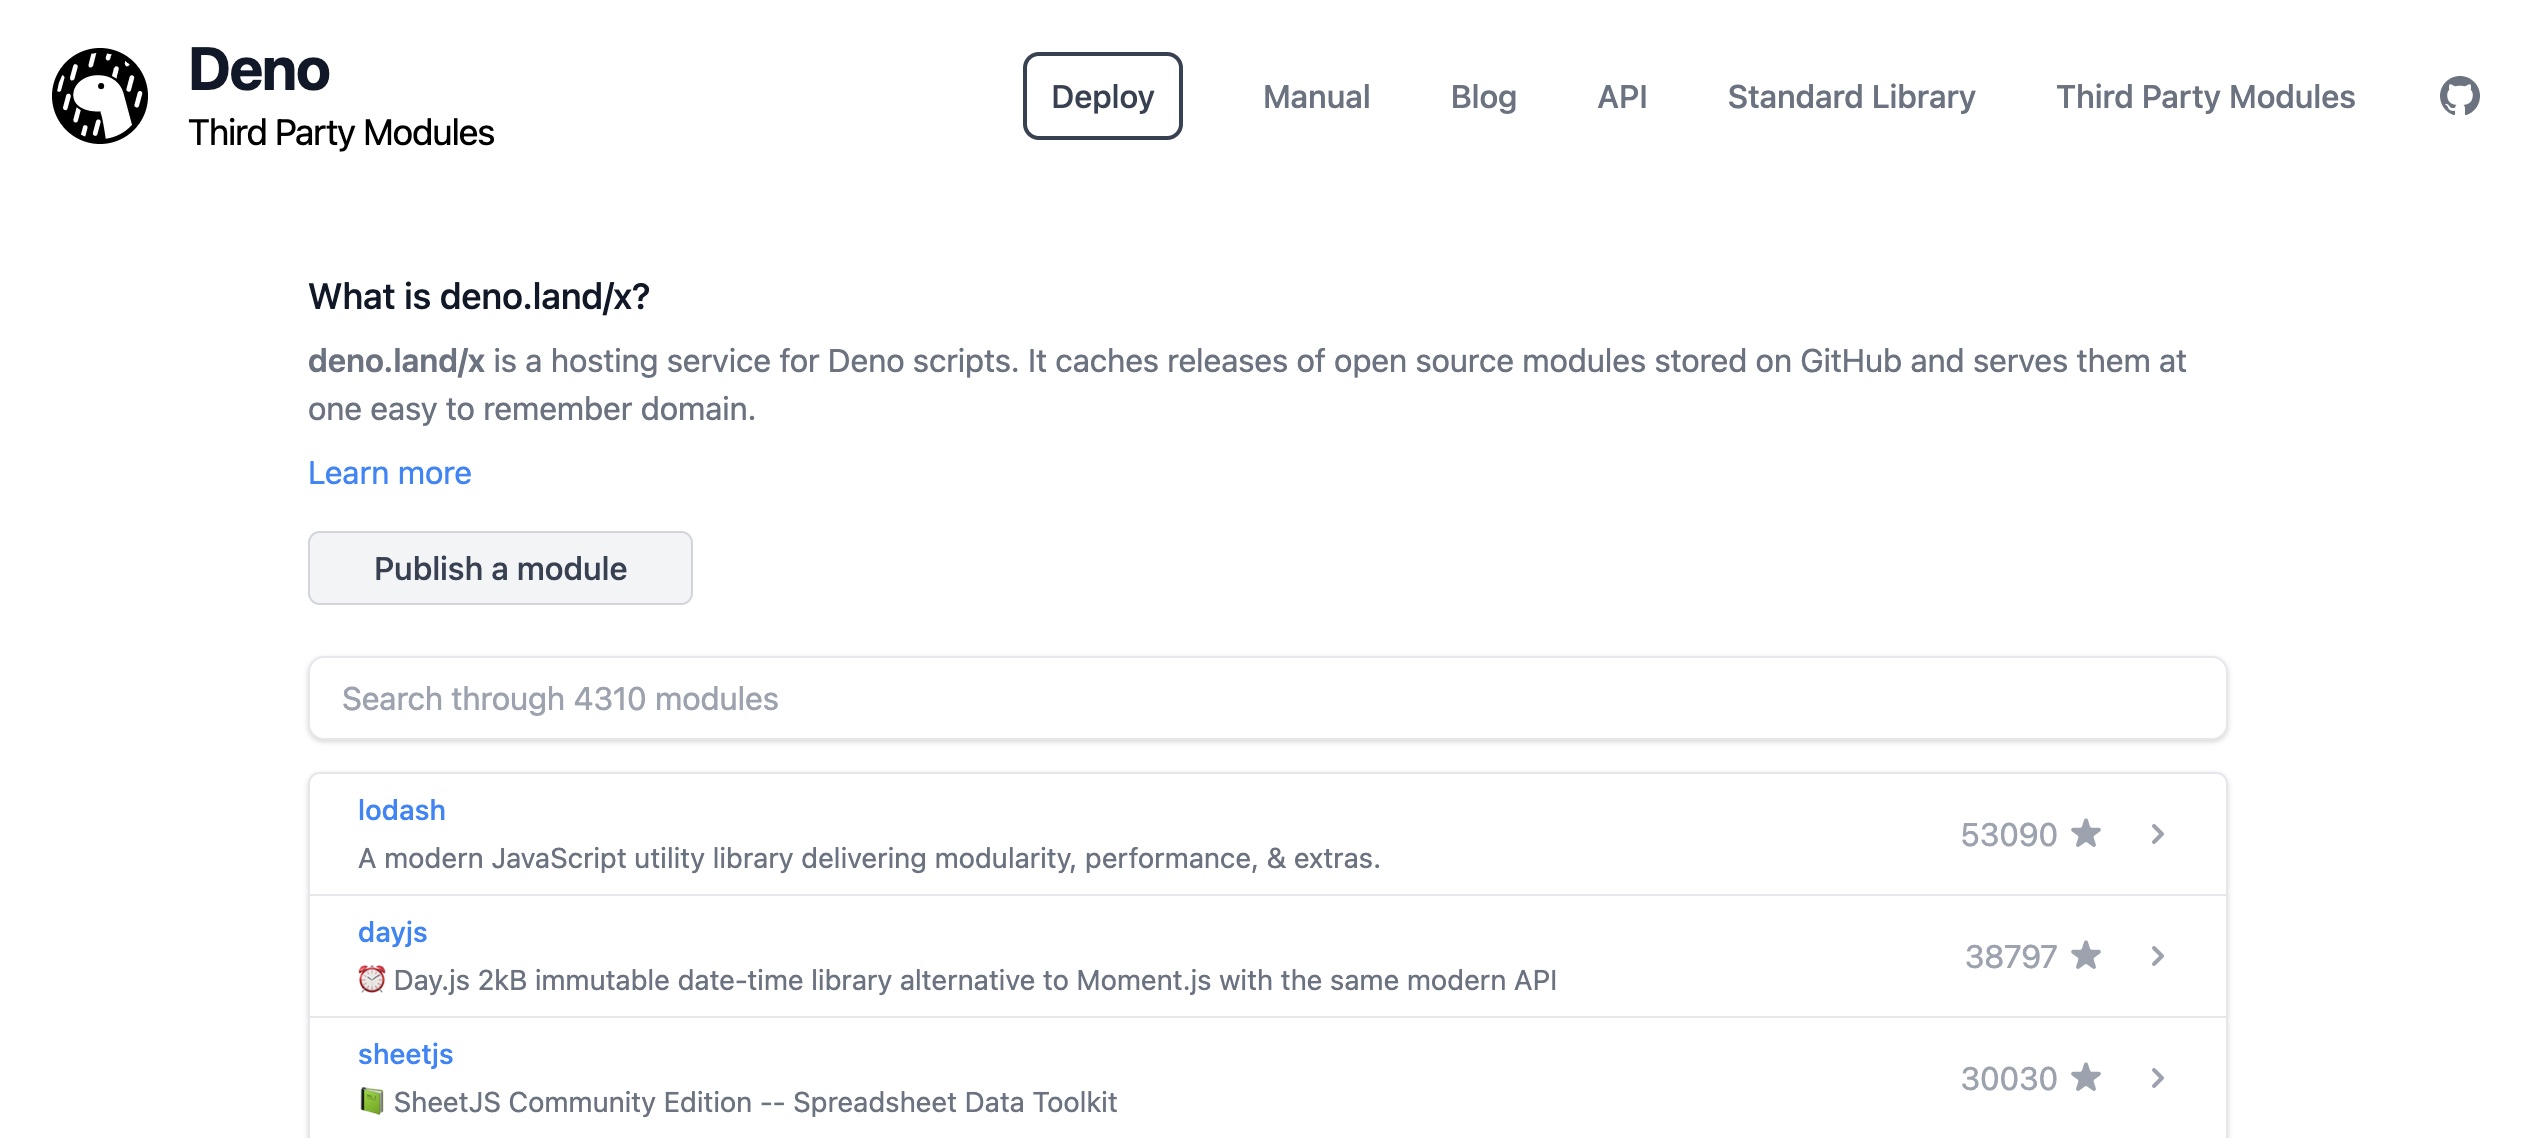 Deno
Third Party Modules
Deploy
Manual
Blog
API
Standard Library
Third Party Modules
What is deno.land/x?
deno.land/x is a hosting service for Deno scripts. It caches releases of open source modules stored on GitHub and serves them at
one easy to remember domain.
Learn more
Publish a module
Search through 4310 modules
lodash
A modern JavaScript utility library delivering modularity, performance, & extras.
53090
dayjs
⏰ Day.js 2kB immutable date-time library alternative to Moment.js with the same modern API
38797
sheetjs
📗 SheetJS Community Edition -- Spreadsheet Data Toolkit
30030